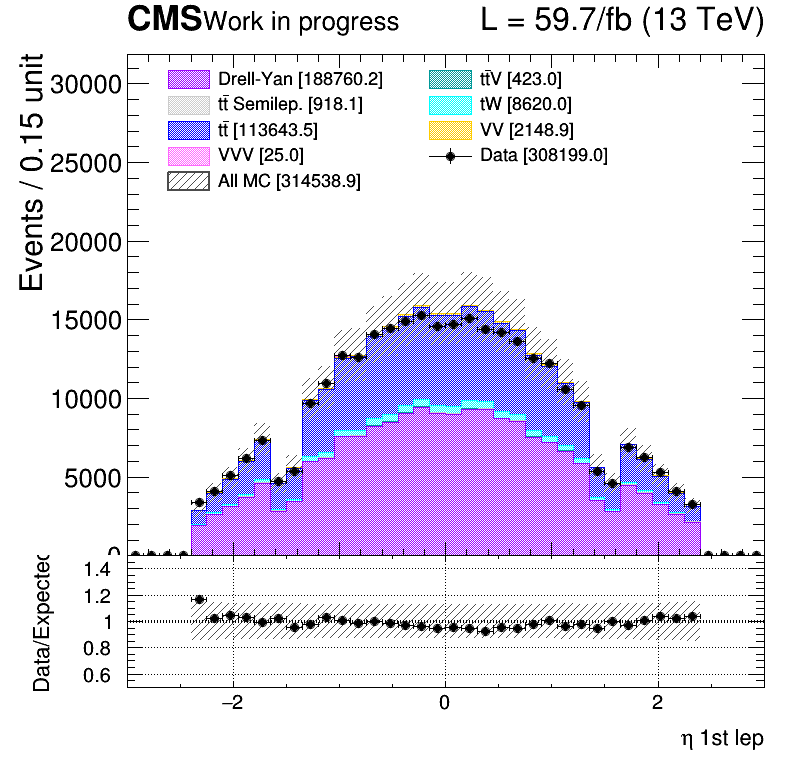 CMS Work in progress L = 59.7/fb (13 TeV)
Events / 0.15 unit
30000
25000
20000
15000
10000
5000
0
Drell-Yan [188760.2]
tt̄ Semilep. [918.1]
tt̄ [113643.5]
VVV [25.0]
All MC [314538.9]
tt̄V [423.0]
tW [8620.0]
VV [2148.9]
Data [308199.0]
Data/Expected
1.4
1.2
1
0.8
0.6
−2 0 2
η 1st lep